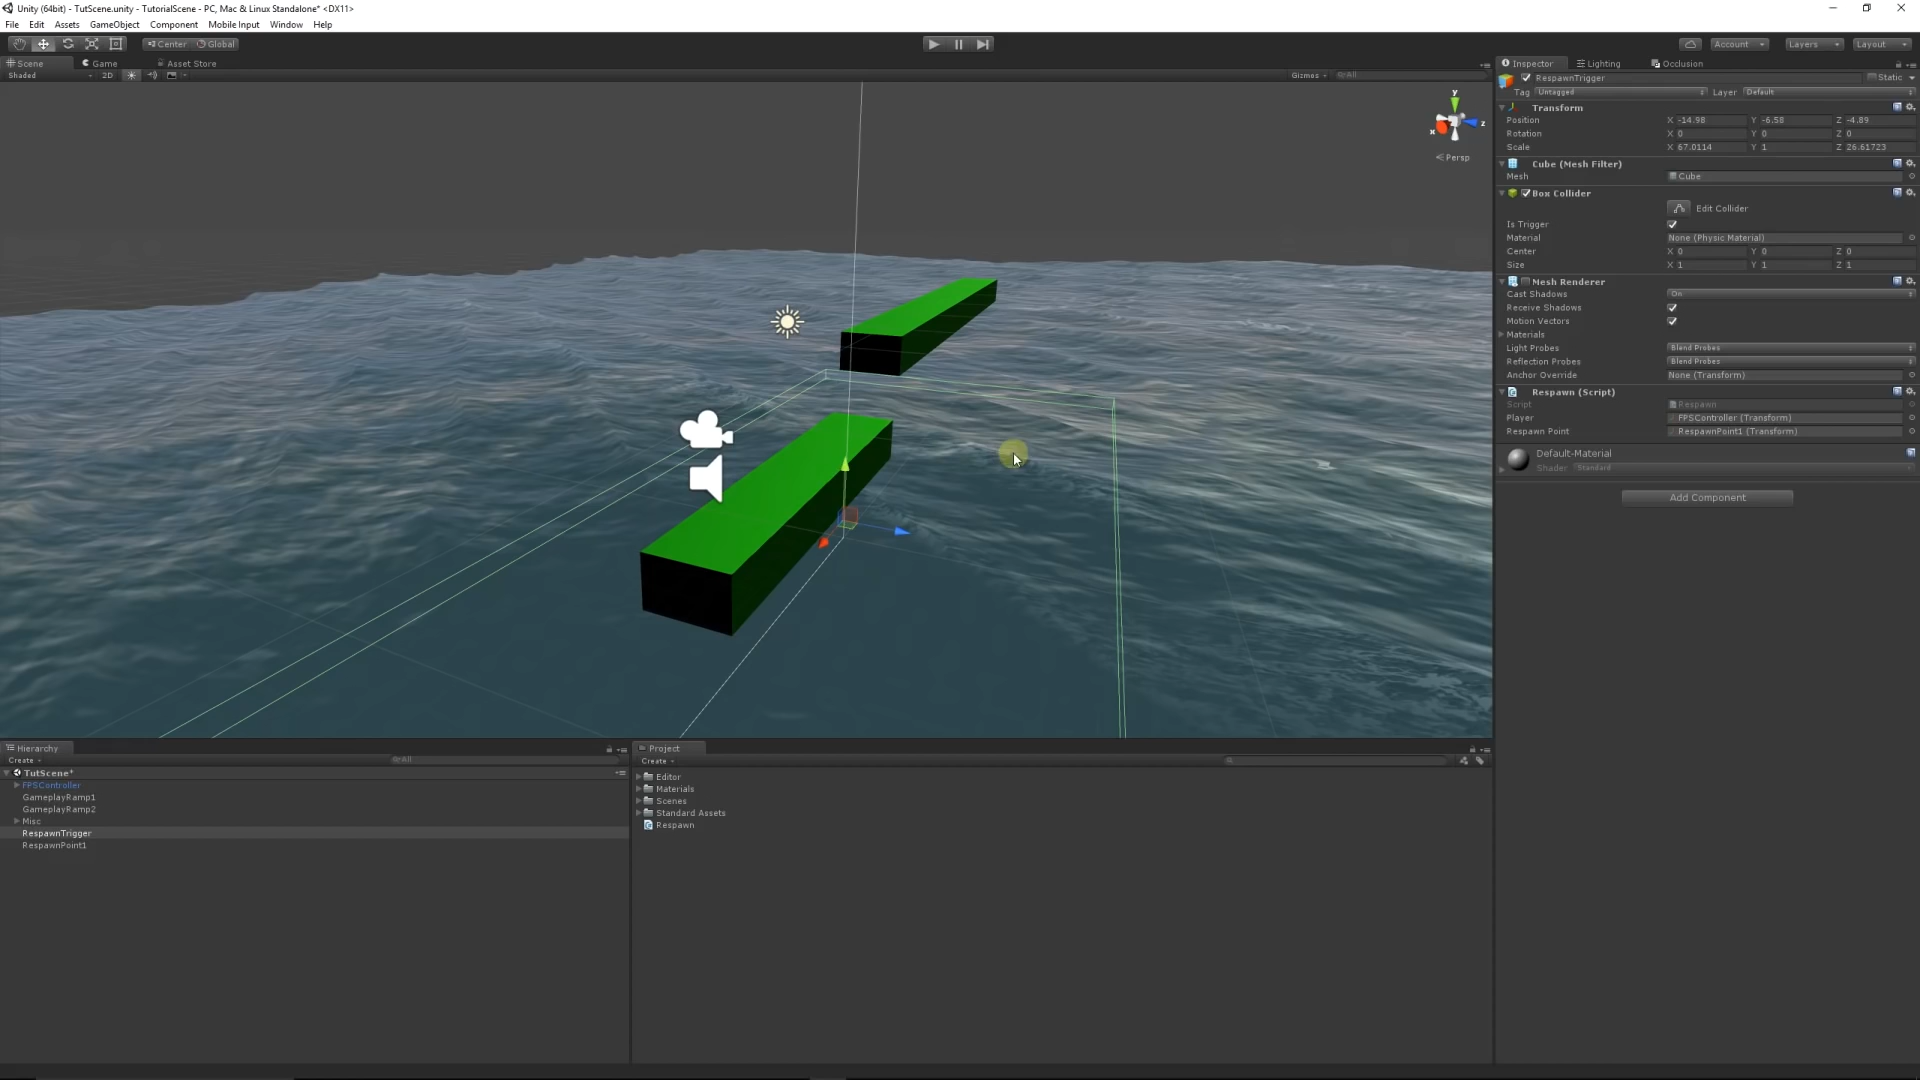 Unity (64bit) - TutScene.unity - TutorialScene - PC, Mac & Linux Standalone* <DX11>
File Edit Assets GameObject Component Mobile Input Window Help
Center Global Account Layers Layout
Scene Game Asset Store
Shaded 2D Gizmos All
y
x
z
Persp
Inspector Lighting Occlusion
RespawnTrigger Static
Tag Untagged Layer Default
Transform
Position X -14.98 Y -6.58 Z -4.89
Rotation X 0 Y 0 Z 0
Scale X 67.0114 Y 1 Z 26.61723
Cube (Mesh Filter)
Mesh Cube
Box Collider
Edit Collider
Is Trigger
Material None (Physic Material)
Center X 0 Y 0 Z 0
Size X 1 Y 1 Z 1
Mesh Renderer
Cast Shadows On
Receive Shadows
Motion Vectors
Materials
Light Probes Blend Probes
Reflection Probes Blend Probes
Anchor Override None (Transform)
Respawn (Script)
Script Respawn
Player FPSController (Transform)
Respawn Point RespawnPoint1 (Transform)
Default-Material
Shader Standard
Add Component
Hierarchy
Create All
TutScene*
FPSController
GameplayRamp1
GameplayRamp2
Misc
RespawnTrigger
RespawnPoint1
Project
Create
Editor
Materials
Scenes
Standard Assets
Respawn